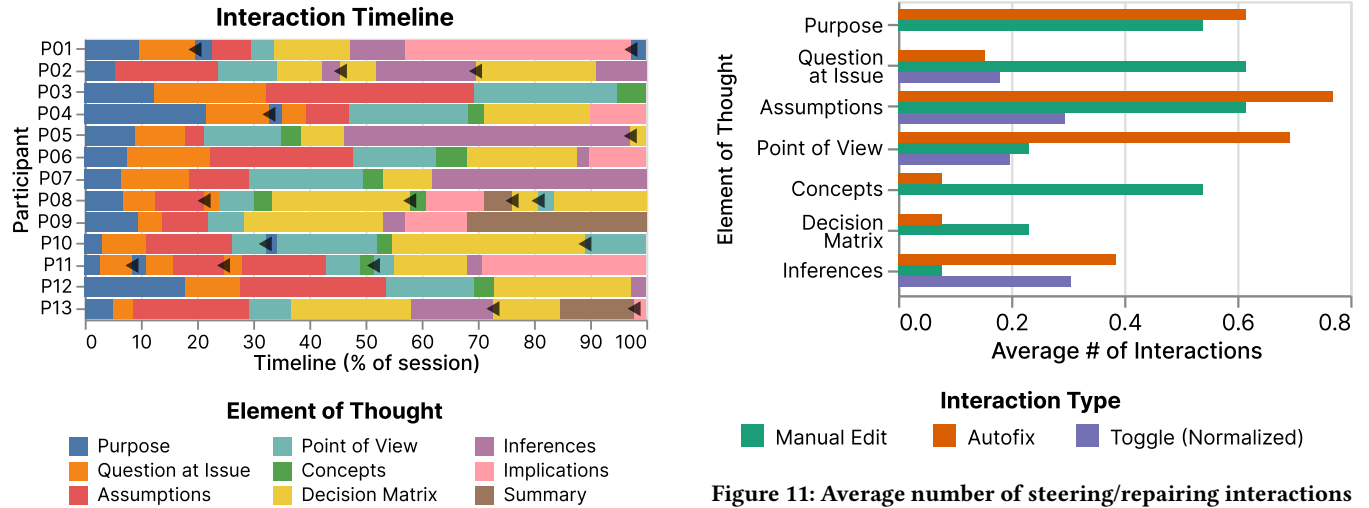 Interaction Timeline
Participant
P01
P02
P03
P04
P05
P06
P07
P08
P09
P10
P11
P12
P13
0 10 20 30 40 50 60 70 80 90 100
Timeline (% of session)
Element of Thought
Purpose
Question at Issue
Assumptions
Point of View
Concepts
Decision Matrix
Inferences
Implications
Summary
Element of Thought
Purpose
Question
at Issue
Assumptions
Point of View
Concepts
Decision
Matrix
Inferences
0.0 0.2 0.4 0.6 0.8
Average # of Interactions
Interaction Type
Manual Edit
Autofix
Toggle (Normalized)
Figure 11: Average number of steering/repairing interactions